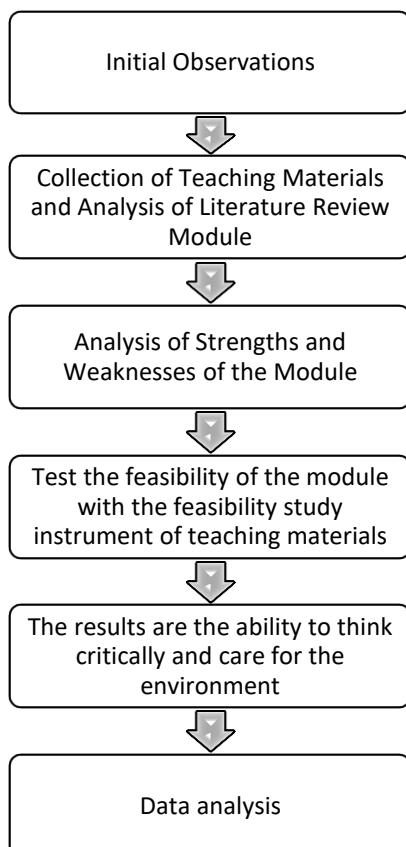 Initial Observations
Collection of Teaching Materials
and Analysis of Literature Review
Module
Analysis of Strengths and
Weaknesses of the Module
Test the feasibility of the module
with the feasibility study
instrument of teaching materials
The results are the ability to think
critically and care for the
environment
Data analysis